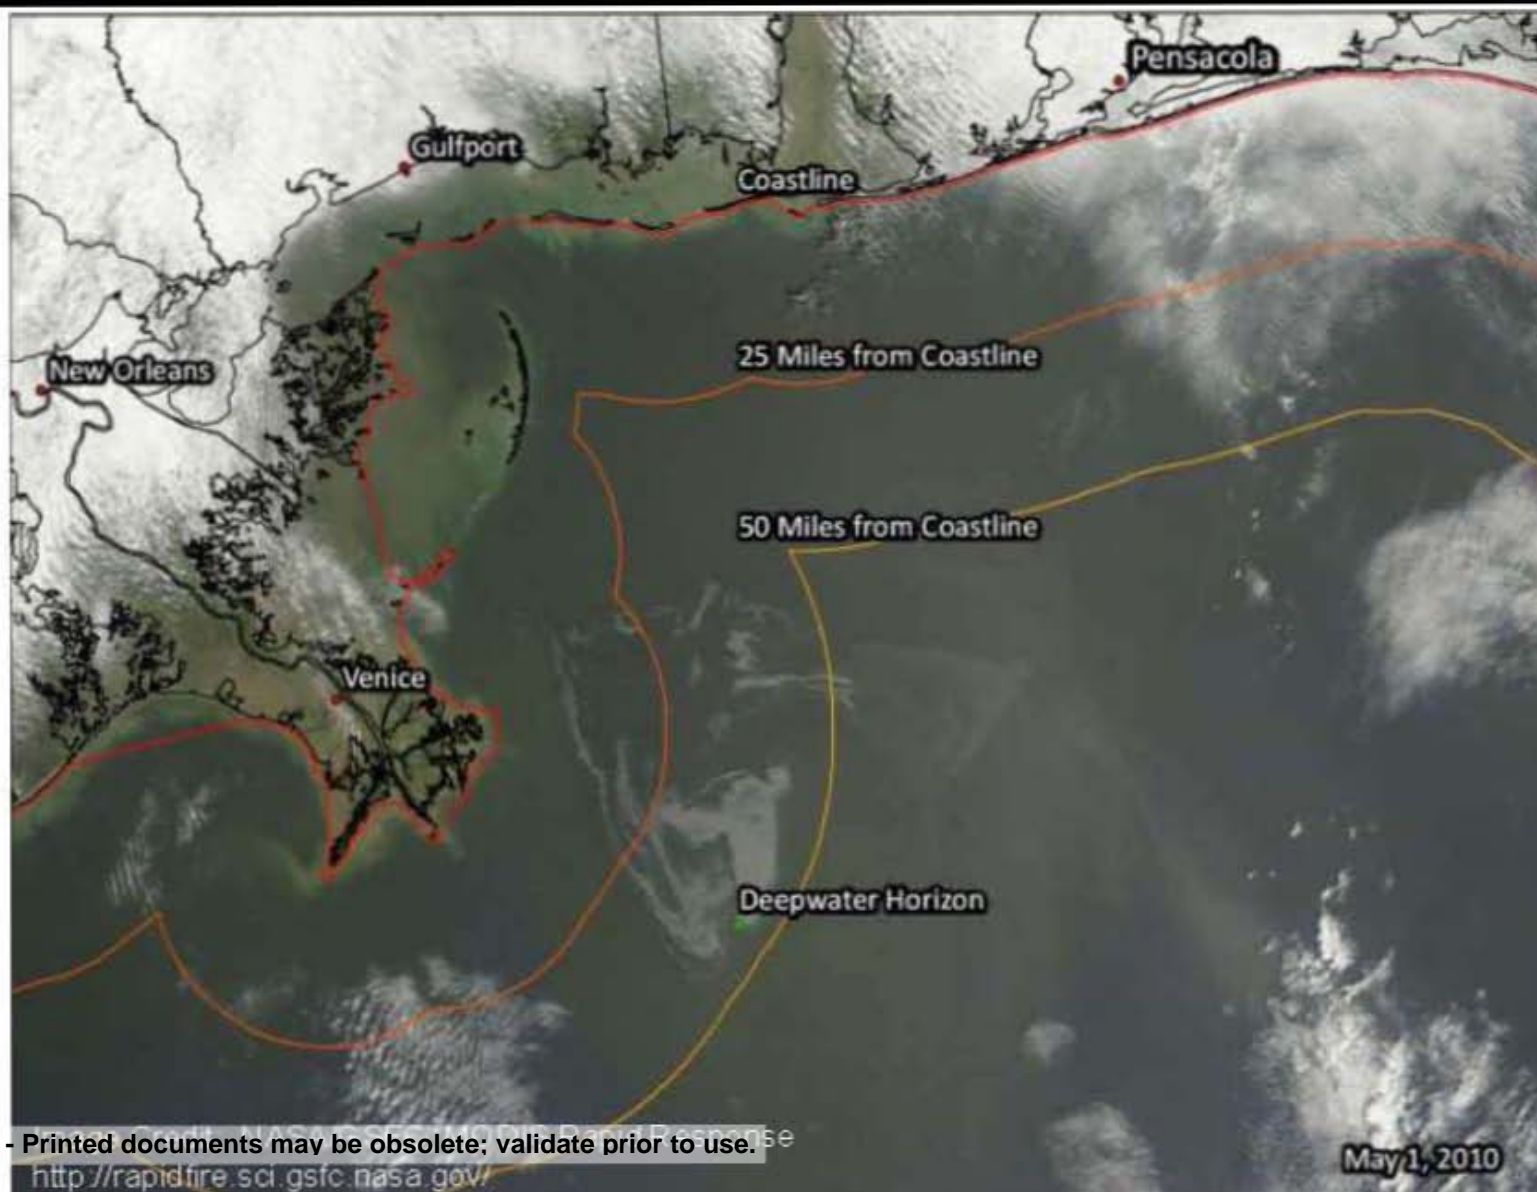 Pensacola
Gulfport
Coastline
25 Miles from Coastline
New Orleans
50 Miles from Coastline
Venice
Deepwater Horizon
- Printed documents may be obsolete; validate prior to use.
May 1, 2010
http://rapidfire.sci.gsfc.nasa.gov/